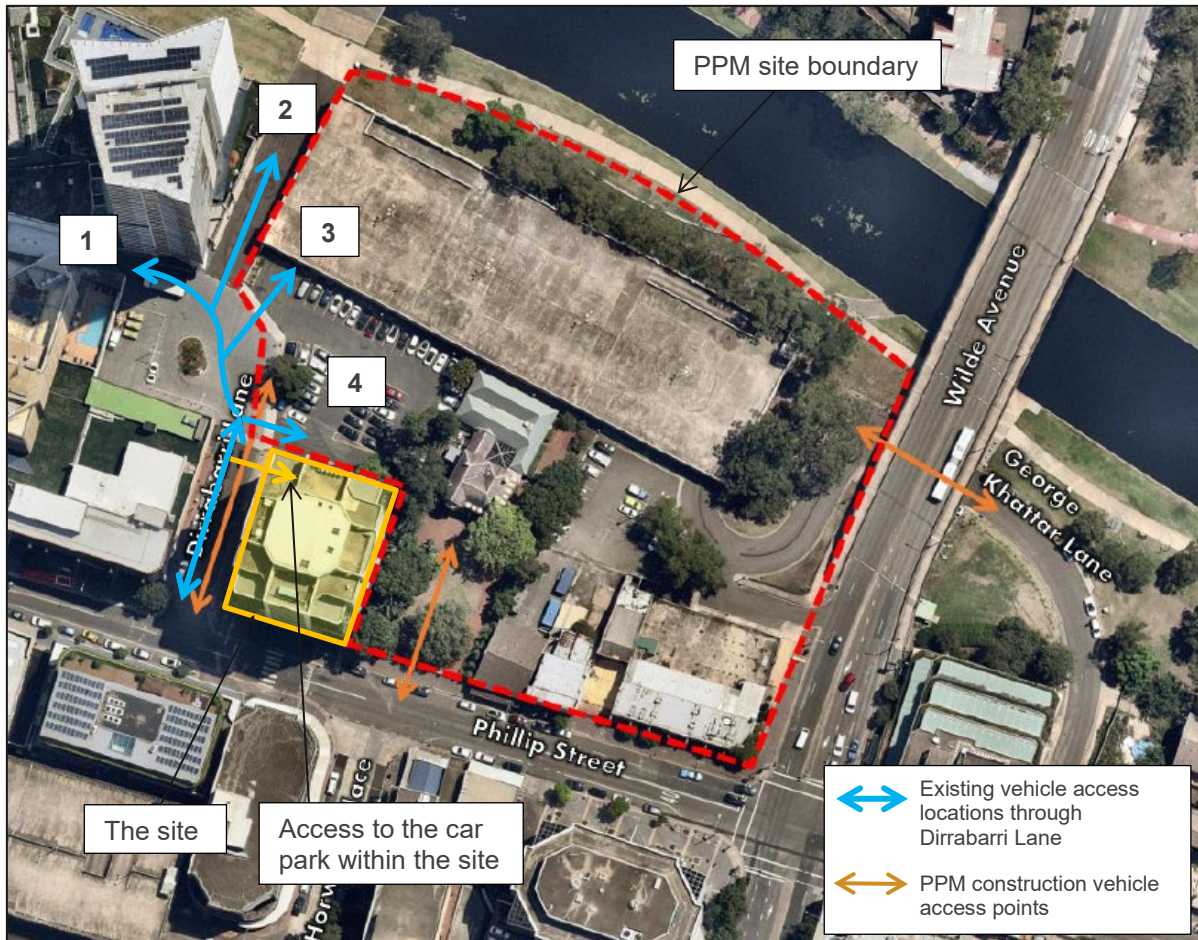 PPM site boundary
2
1
3
Wilde Avenue
4
George
Khattar Lane
Dirrabarri Lane
Phillip Street
The site
Access to the car
park within the site
Existing vehicle access
locations through
Dirrabarri Lane
PPM construction vehicle
access points